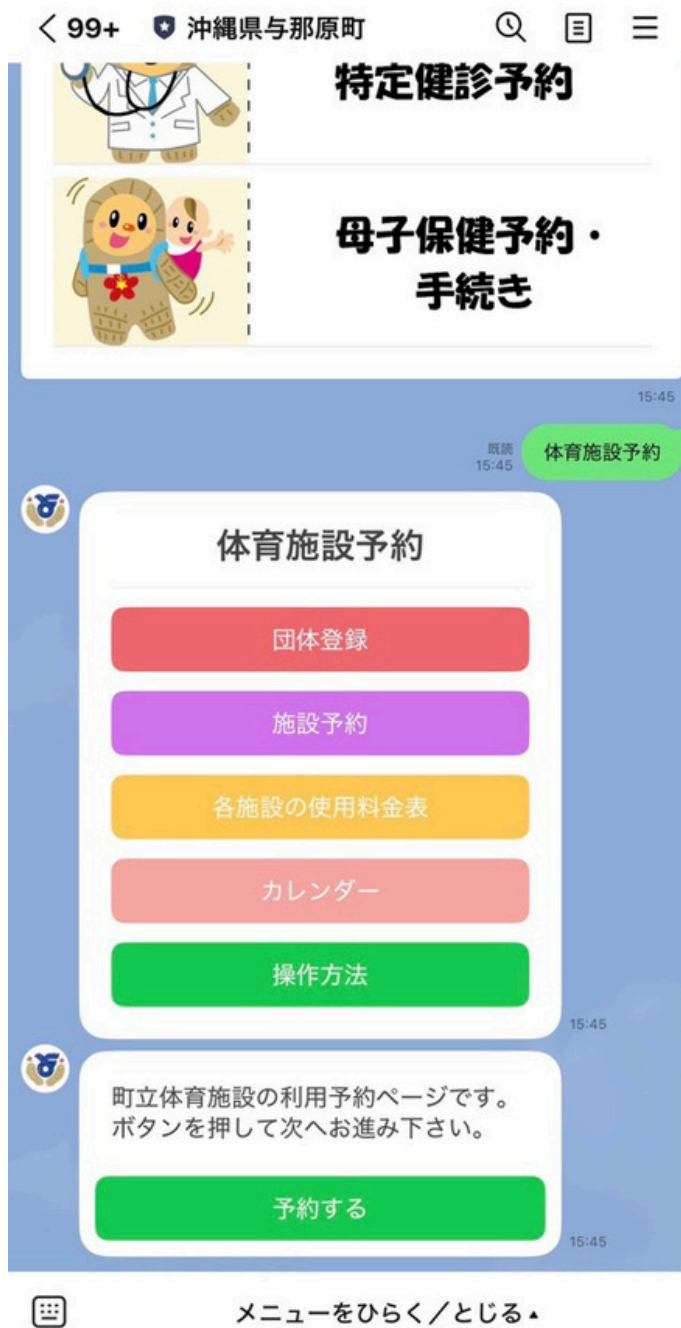 99+ 沖縄県与那原町
特定健診予約
母子保健予約・
手続き
15:45
既読
15:45
体育施設予約
体育施設予約
団体登録
施設予約
各施設の使用料金表
カレンダー
操作方法
15:45
町立体育施設の利用予約ページです。
ボタンを押して次へお進み下さい。
予約する
15:45
メニューをひらく/とじる▲